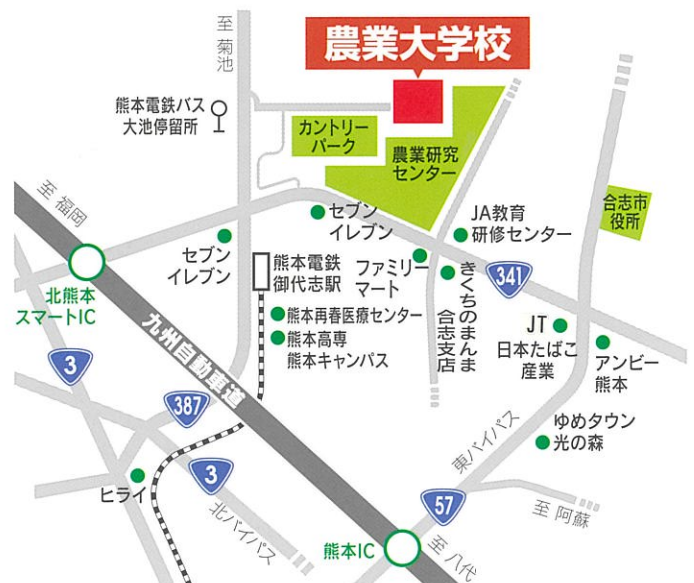 至 菊池
農業大学校
熊本電鉄バス
大池停留所
カントリー
パーク
農業研究
センター
至 福岡
セブン
イレブン
JA教育
研修センター
合志市
役所
セブン
イレブン
熊本電鉄
御代志駅
ファミリー
マート
きくちのまんま
合志支店
341
北熊本
スマートIC
熊本再春医療センター
熊本高専
熊本キャンパス
JT
日本たばこ
産業
アンビー
熊本
九州自動車道
3
387
ゆめタウン
光の森
東バイパス
ヒライ
3
北バイパス
57
至 阿蘇
熊本IC
至 八代